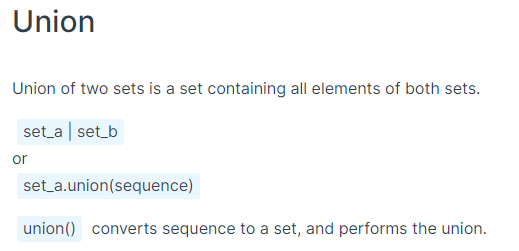 Union
Union of two sets is a set containing all elements of both sets.
set_a | set_b
or
set_a.union(sequence)
union() converts sequence to a set, and performs the union.